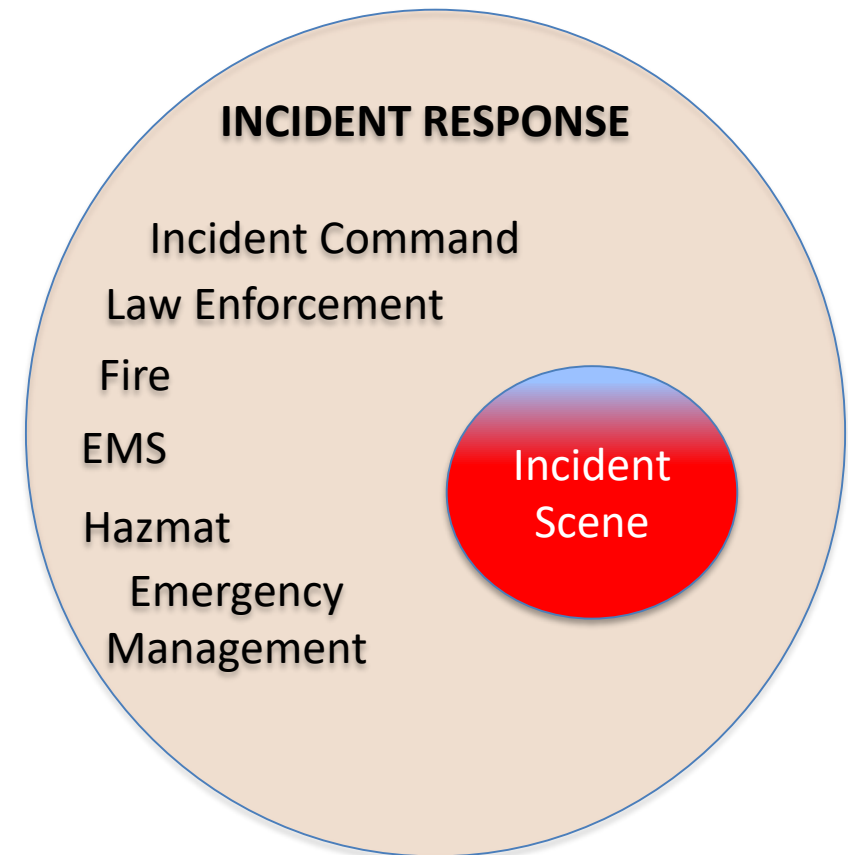 INCIDENT RESPONSE
Incident Command
Law Enforcement
Fire
EMS
Hazmat
Emergency
Management
Incident
Scene